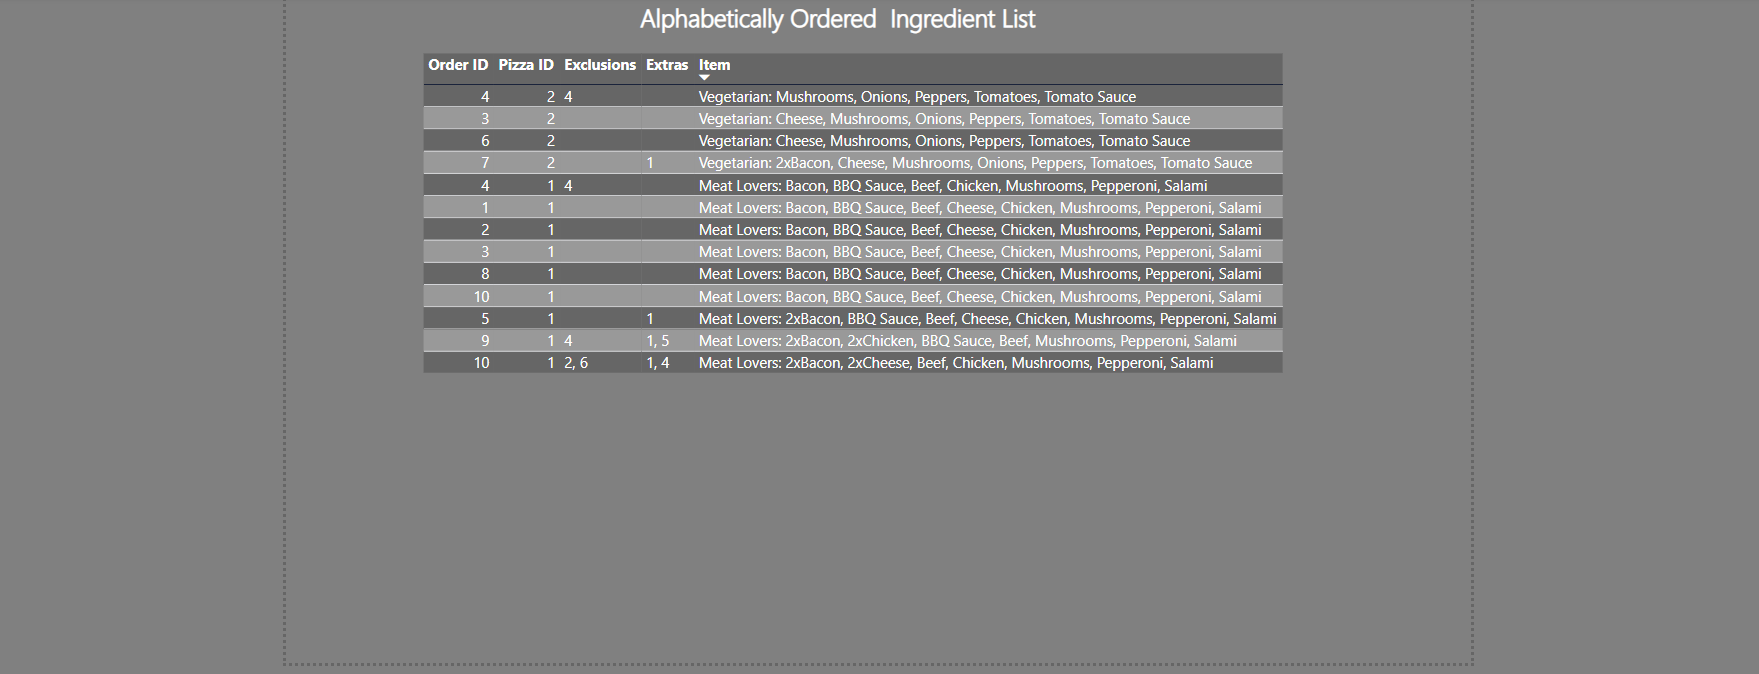 Alphabetically Ordered  Ingredient List
Order ID Pizza ID Exclusions Extras Item
4 2 4 Vegetarian: Mushrooms, Onions, Peppers, Tomatoes, Tomato Sauce
3 2 Vegetarian: Cheese, Mushrooms, Onions, Peppers, Tomatoes, Tomato Sauce
6 2 Vegetarian: Cheese, Mushrooms, Onions, Peppers, Tomatoes, Tomato Sauce
7 2 1 Vegetarian: 2xBacon, Cheese, Mushrooms, Onions, Peppers, Tomatoes, Tomato Sauce
4 1 4 Meat Lovers: Bacon, BBQ Sauce, Beef, Chicken, Mushrooms, Pepperoni, Salami
1 1 Meat Lovers: Bacon, BBQ Sauce, Beef, Cheese, Chicken, Mushrooms, Pepperoni, Salami
2 1 Meat Lovers: Bacon, BBQ Sauce, Beef, Cheese, Chicken, Mushrooms, Pepperoni, Salami
3 1 Meat Lovers: Bacon, BBQ Sauce, Beef, Cheese, Chicken, Mushrooms, Pepperoni, Salami
8 1 Meat Lovers: Bacon, BBQ Sauce, Beef, Cheese, Chicken, Mushrooms, Pepperoni, Salami
10 1 Meat Lovers: Bacon, BBQ Sauce, Beef, Cheese, Chicken, Mushrooms, Pepperoni, Salami
5 1 1 Meat Lovers: 2xBacon, BBQ Sauce, Beef, Cheese, Chicken, Mushrooms, Pepperoni, Salami
9 1 4 1, 5 Meat Lovers: 2xBacon, 2xChicken, BBQ Sauce, Beef, Mushrooms, Pepperoni, Salami
10 1 2, 6 1, 4 Meat Lovers: 2xBacon, 2xCheese, Beef, Chicken, Mushrooms, Pepperoni, Salami